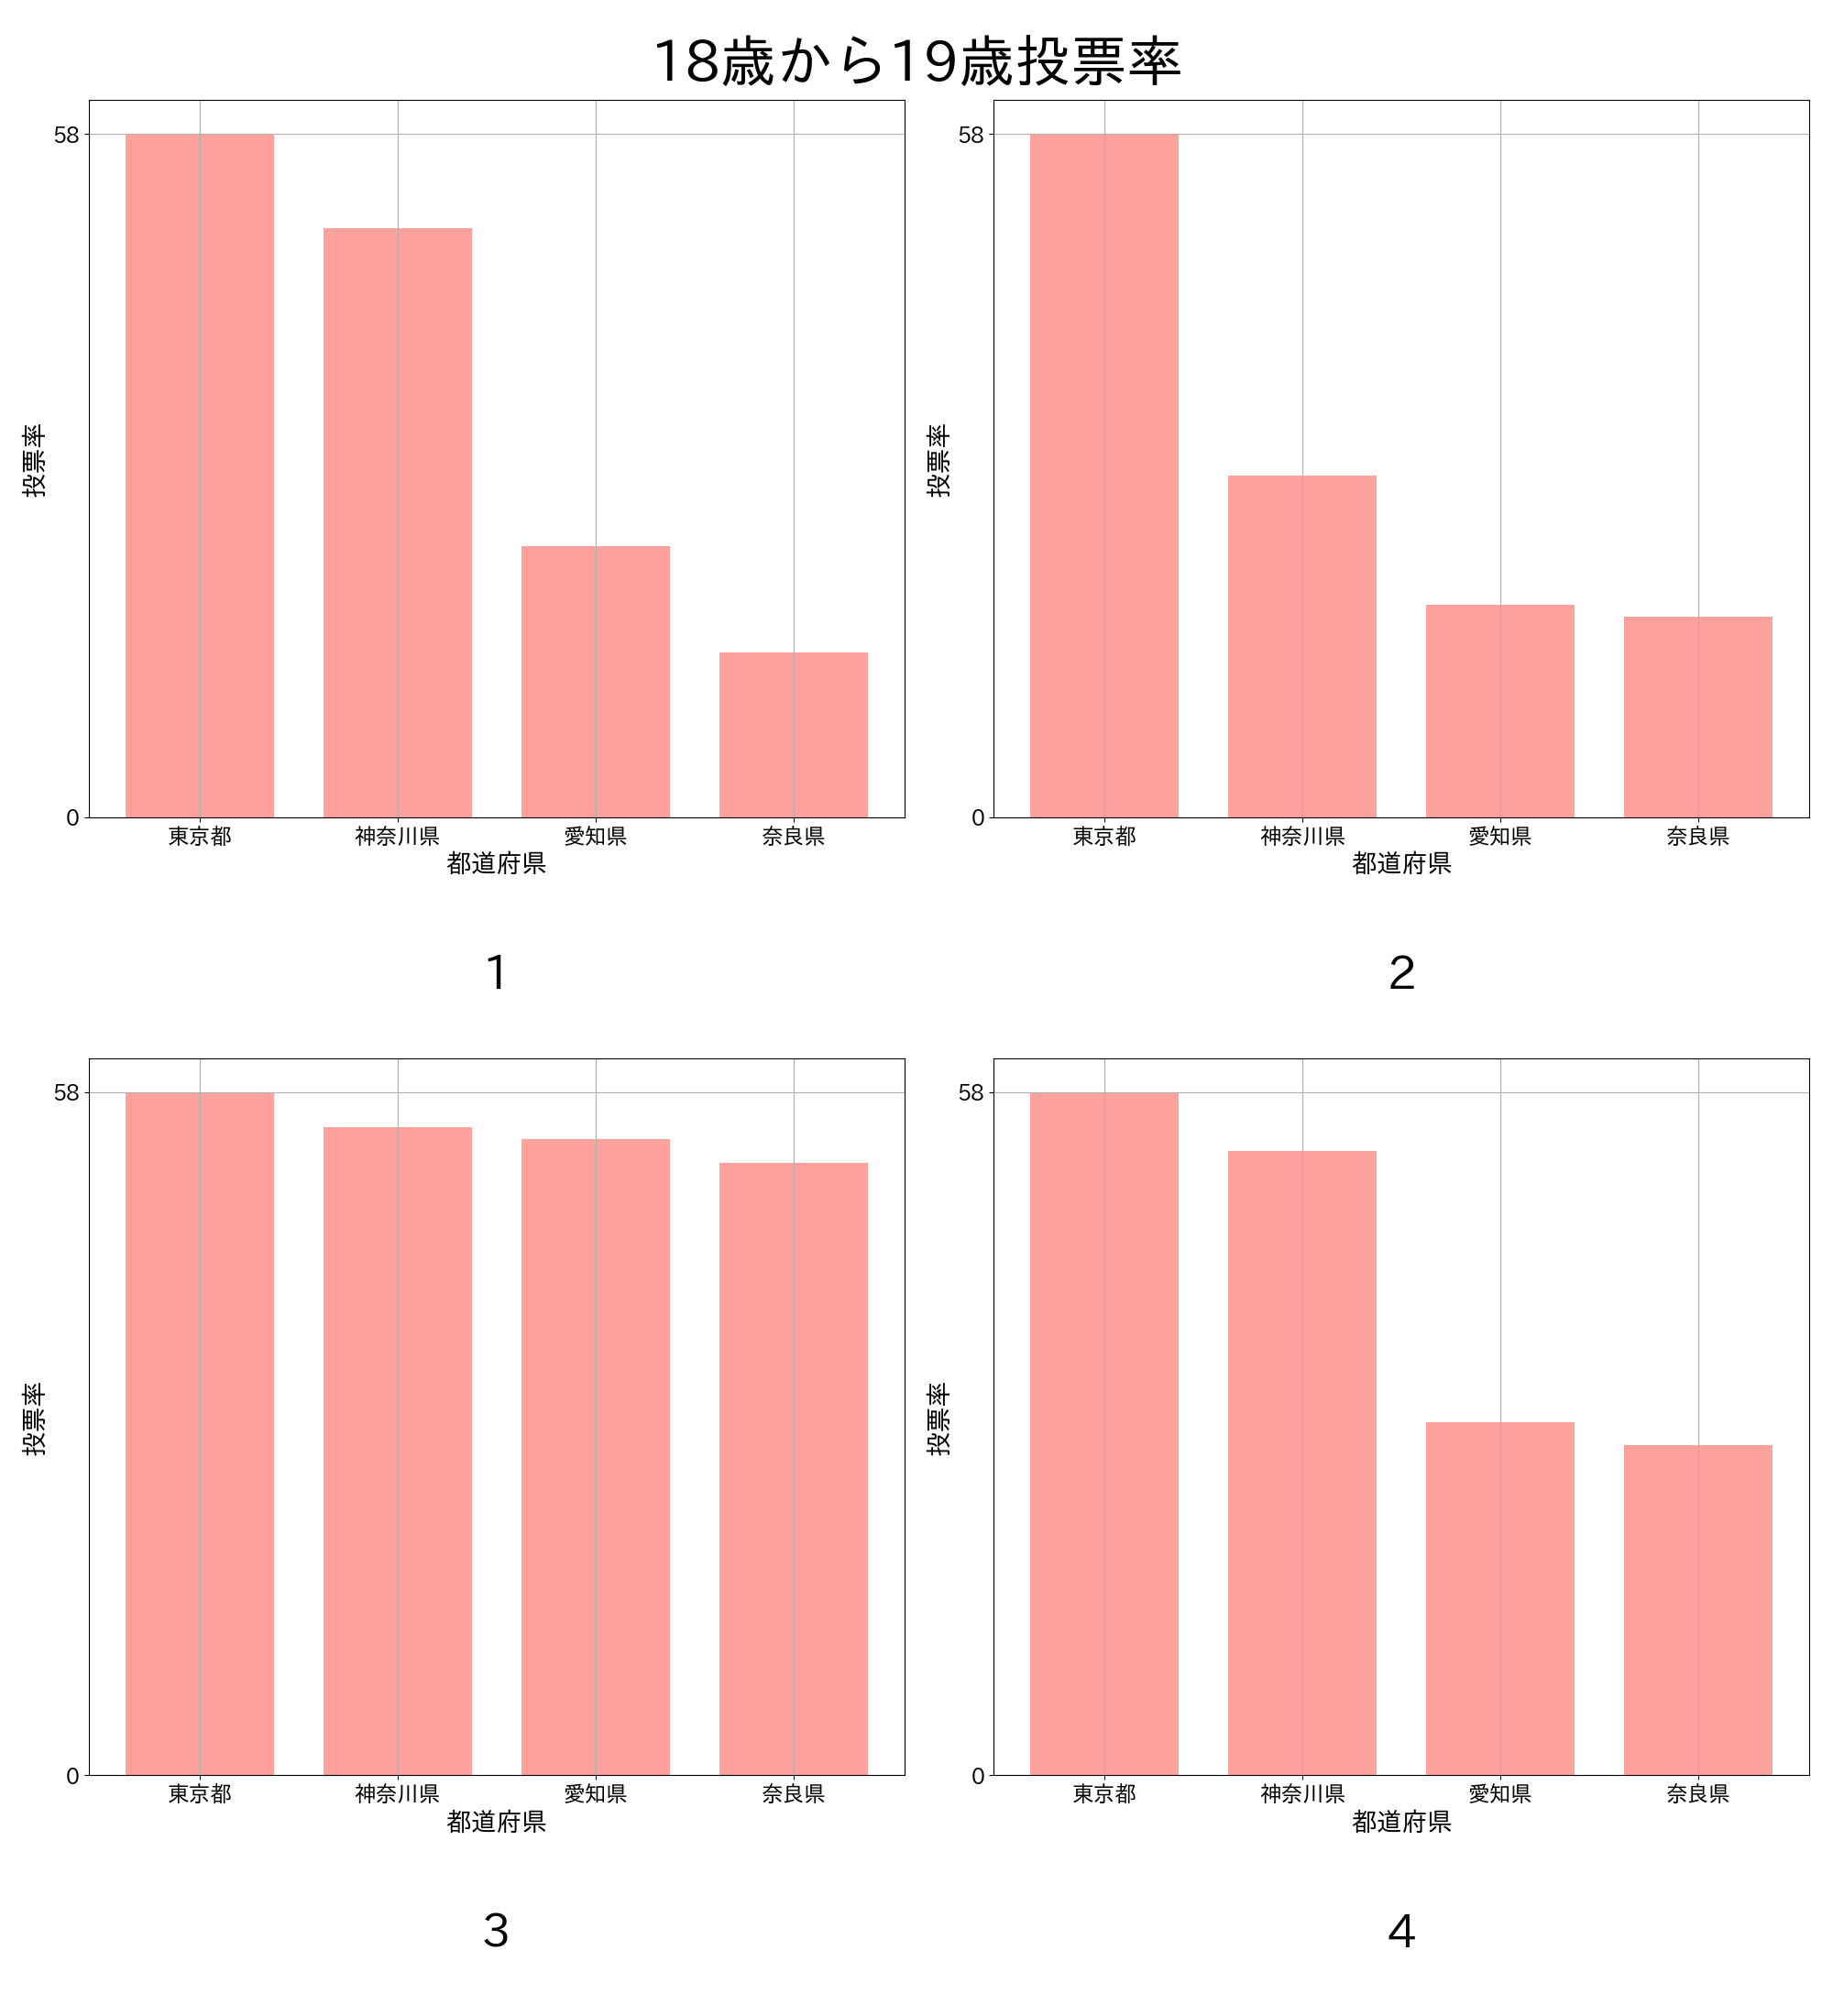 18歳から19歳投票率
58
0
投票率
東京都 神奈川県 愛知県 奈良県
都道府県
1
58
0
投票率
東京都 神奈川県 愛知県 奈良県
都道府県
2
58
0
投票率
東京都 神奈川県 愛知県 奈良県
都道府県
3
58
0
投票率
東京都 神奈川県 愛知県 奈良県
都道府県
4